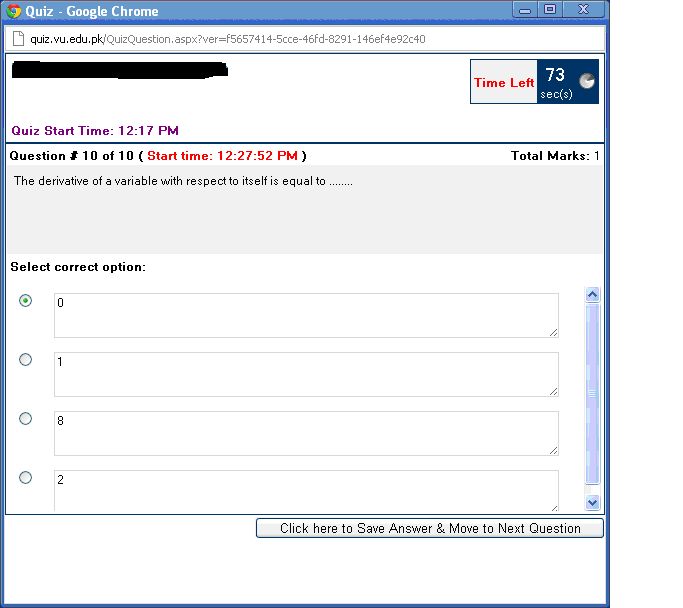 Quiz - Google Chrome
quiz.vu.edu.pk/QuizQuestion.aspx?ver=f5657414-5cce-46fd-8291-146ef4e92c40
Time Left 73
sec(s)
Quiz Start Time: 12:17 PM
Question # 10 of 10 ( Start time: 12:27:52 PM ) Total Marks: 1
The derivative of a variable with respect to itself is equal to ........
Select correct option:
0
1
8
2
Click here to Save Answer & Move to Next Question